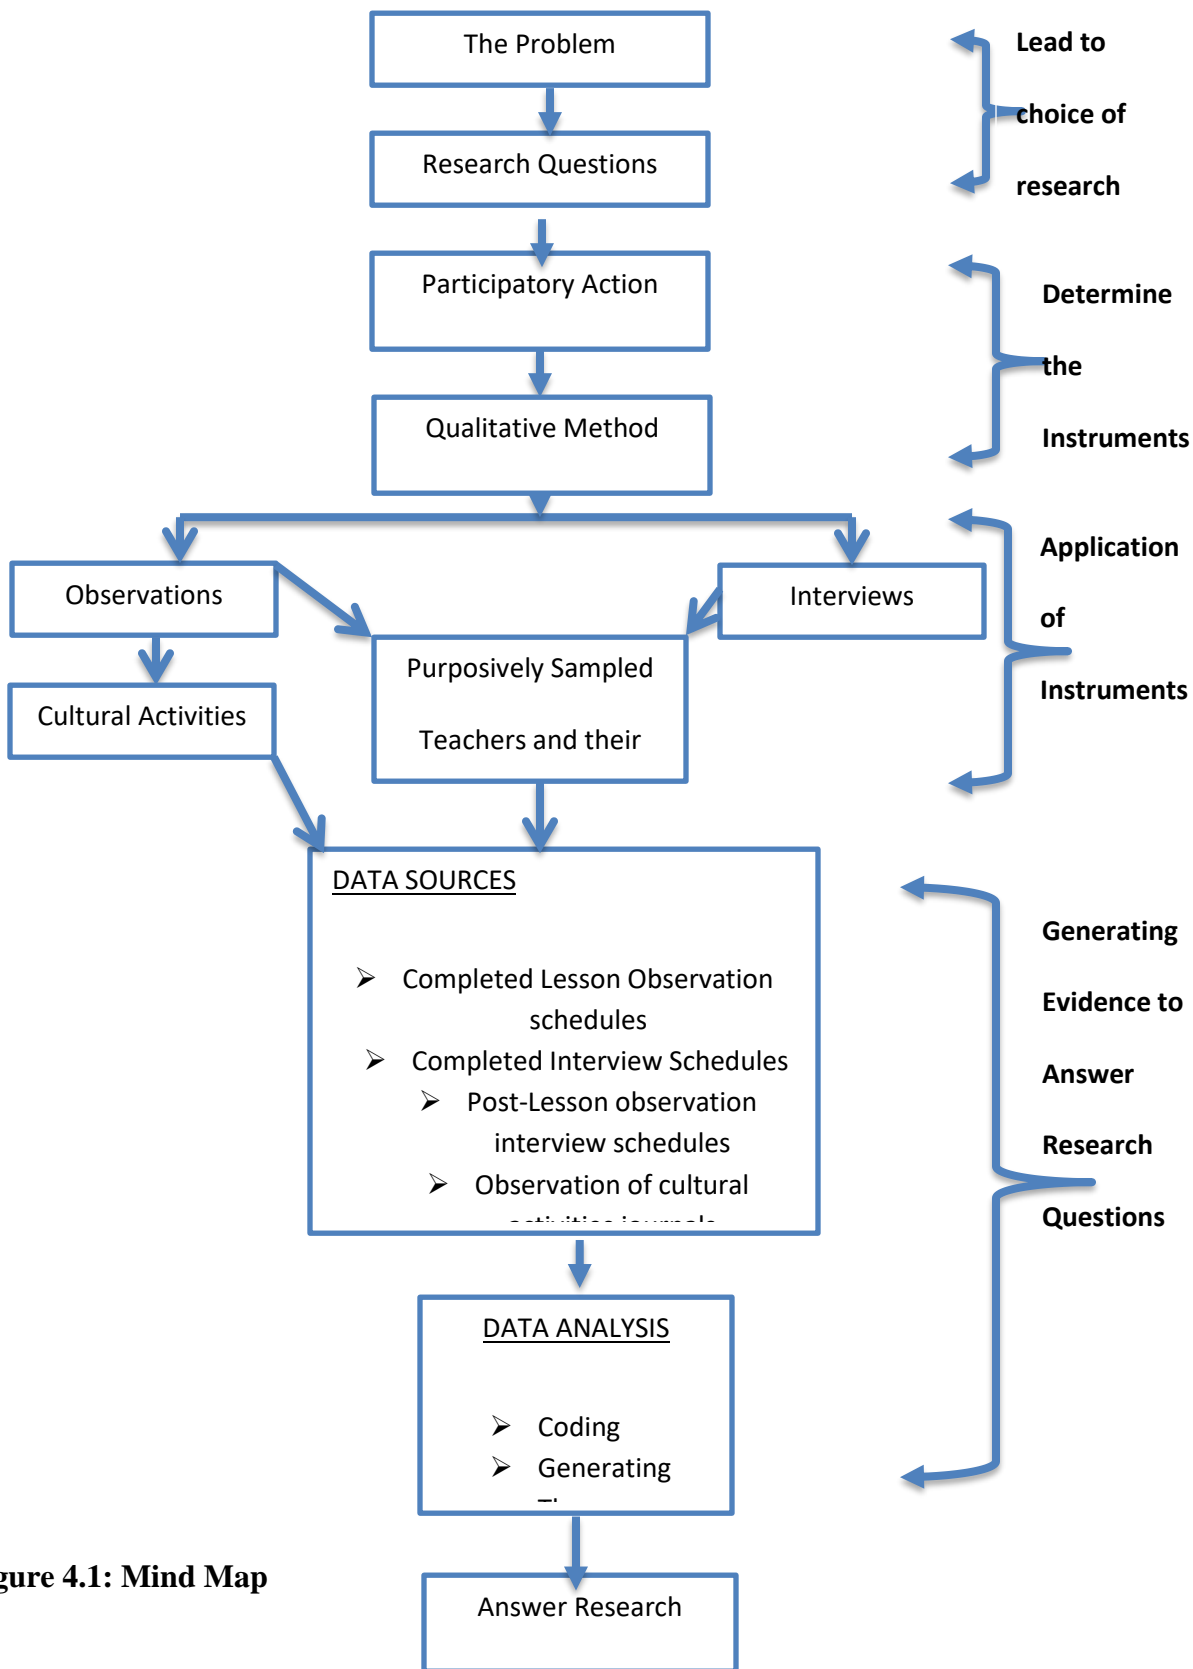 The Problem
Research Questions
Participatory Action
Qualitative Method
Observations
Interviews
Cultural Activities
Purposively Sampled
Teachers and their
DATA SOURCES
➢ Completed Lesson Observation
schedules
➢ Completed Interview Schedules
➢ Post-Lesson observation
interview schedules
➢ Observation of cultural
DATA ANALYSIS
➢ Coding
➢ Generating
Answer Research
Lead to
choice of
research
Determine
the
Instruments
Application
of
Instruments
Generating
Evidence to
Answer
Research
Questions
gure 4.1: Mind Map